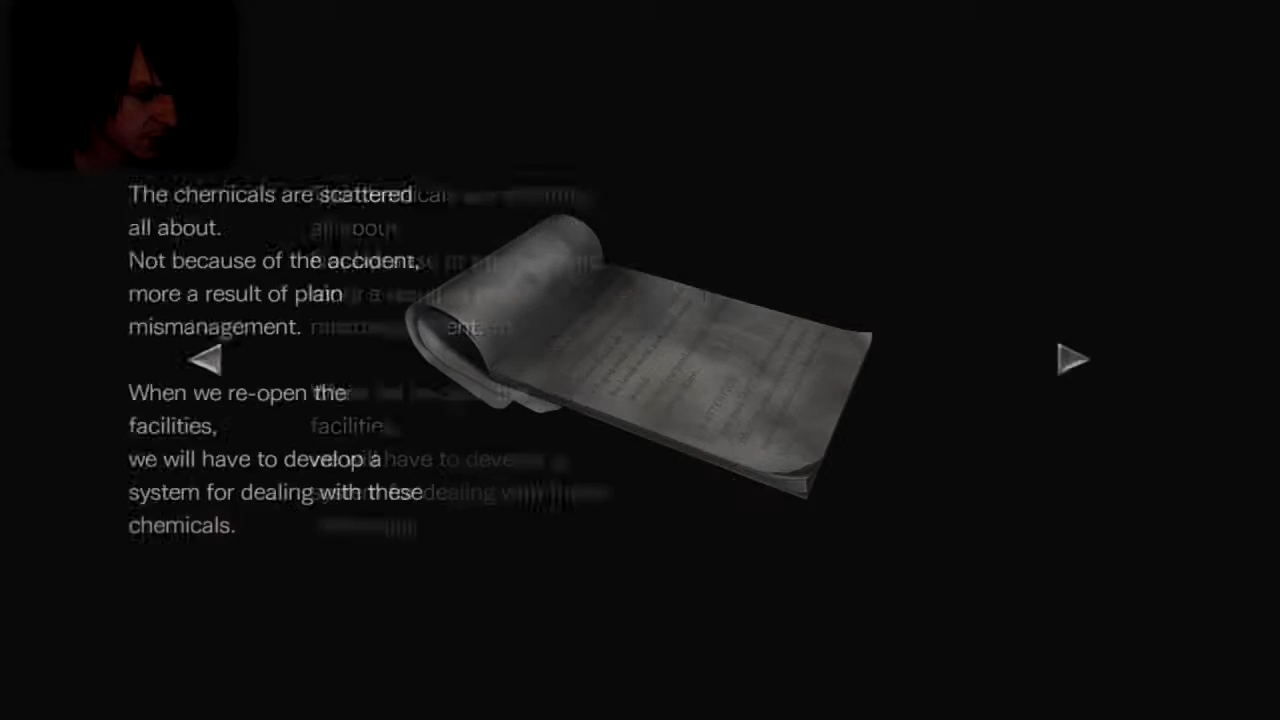 The chemicals are scattered
all about.
Not because of the accident,
more a result of plain
mismanagement.
When we re-open the
facilities,
we will have to develop a
system for dealing with these
chemicals.